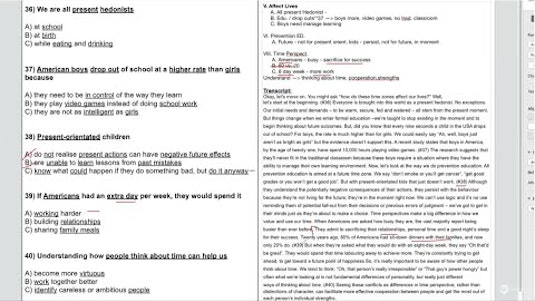 36) We are all present hedonists
A) at school
B) at birth
C) while eating and drinking
37) American boys drop out of school at a higher rate than girls
because
A) they need to be in control of the way they learn
B) they play video games instead of doing school work
C) they are not as intelligent as girls
38) Present-orientated children
A) do not realise present actions can have negative future effects
B) are unable to learn lessons from past mistakes
C) know what could happen if they do something bad, but do it anyway
39) If Americans had an extra day per week, they would spend it
A) working harder
B) building relationships
C) sharing family meals
40) Understanding how people think about time can help us
A) become more virtuous
B) work together better
C) identify careless or ambitious people
V. Affect Lives
A. All present Hedonist -
B. Edu. / drop outs"37 --> boys more, video games, no classroom
C. Boys need manage learning
VI. Prevention ED.
A. Future - not for present orient. kids - persist, not for future, in moment
VII. Time Perspect.
A. Americans - busy - sacrifice for success
C. 8 day week - more work
Understand --> thinking about time, cooperation,strengths
Transcript:
Okay, let's move on. You might ask "how do these time zones affect our lives?" Well,
let's start at the beginning. (#36) Everyone is brought into this world as a present hedonist. No exceptions.
Our initial needs and demands – to be warm, secure, fed and watered – all stem from the present moment.
But things change when we enter formal education – we're taught to stop existing in the moment and to
begin thinking about future outcomes. But, did you know that every nine seconds a child in the USA drops
out of school? For boys, the rate is much higher than for girls. We could easily say 'Ah, well, boys just
aren't as bright as girls' but the evidence doesn't support this. A recent study states that boys in America,
by the age of twenty one, have spent 10,000 hours playing video games. (#37) The research suggests that
they'll never fit in the traditional classroom because these boys require a situation where they have the
ability to manage their own learning environment. Now, let's look at the way we do prevention education. All
prevention education is aimed at a future time zone. We say "don't smoke or you'll get cancer", "get good
grades or you won't get a good job". But with present-orientated kids that just doesn't work. (#38) Although
they understand the potentially negative consequences of their actions, they persist with the behaviour
because they're not living for the future; they're in the moment right now. We can't use logic and it's no use
reminding them of potential fall-out from their decisions or previous errors of judgment – we've got to get in
their minds just as they're about to make a choice. Time perspectives make a big difference in how we
value and use our time. When Americans are asked how busy they are, the vast majority report being
busier than ever before. They admit to sacrificing their relationships, personal time and a good night's sleep
for their success. Twenty years ago, 60% of Americans had sit-down dinners with their families, and now
only 20% do. (#39) But when they're asked what they would do with an eight-day week, they say "Oh that'd
be great". They would spend that time labouring away to achieve more. They're constantly trying to get
ahead, to get toward a future point of happiness. So, it's really important to be aware of how other people
think about time. We tend to think: "Oh, that person's really irresponsible" or "That guy's power hungry" but
often what we're looking at is not fundamental differences of personality, but really just different
ways of thinking about time. (#40) Seeing these conflicts as differences in time perspective, rather than
distinctions of character, can facilitate more effective cooperation between people and get the most out of
each person's individual strengths.